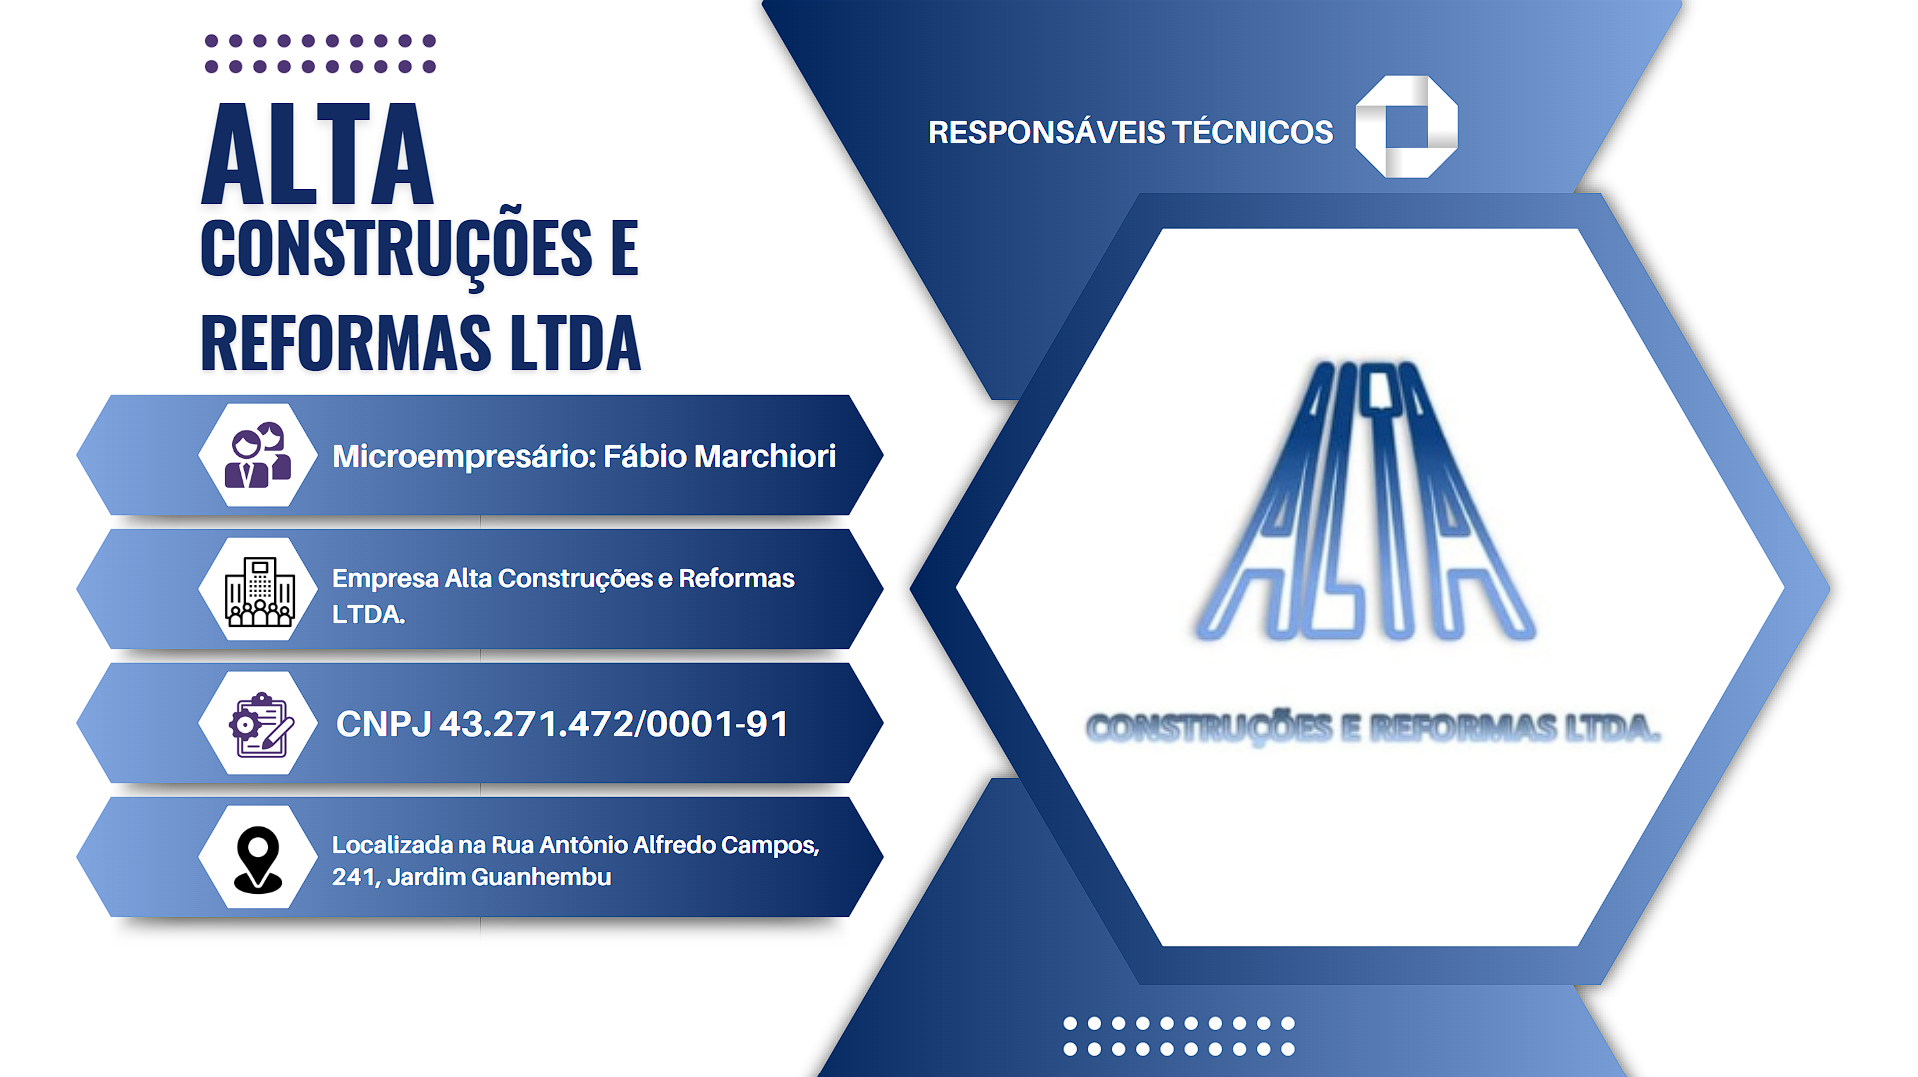 ALTA
CONSTRUÇÕES E
REFORMAS LTDA
Microempresário: Fábio Marchiori
Empresa Alta Construções e Reformas
LTDA.
CNPJ 43.271.472/0001-91
Localizada na Rua Antônio Alfredo Campos,
241, Jardim Guanhembu
RESPONSÁVEIS TÉCNICOS
ALTA
CONSTRUÇÕES E REFORMAS LTDA.